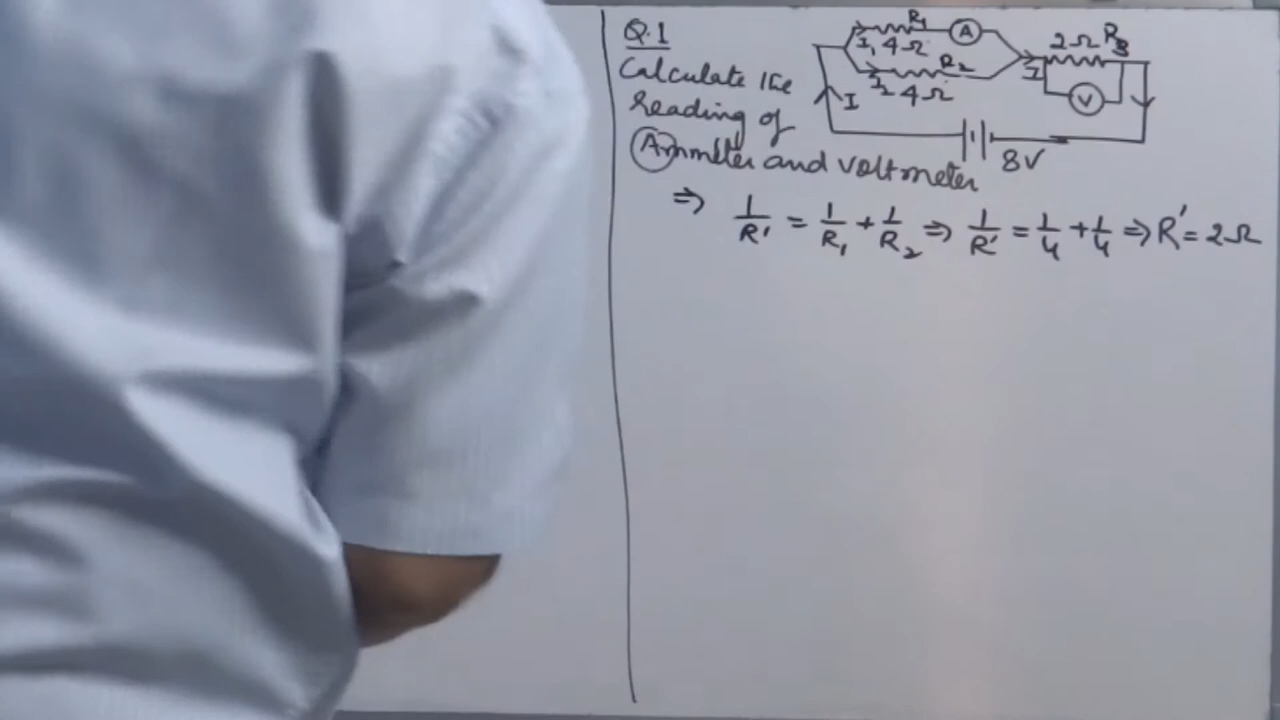 Q.1
Calculate the
reading of
Ammeter and voltmeter
R₁
A
I₁ 4Ω
R₂
I₂ 4Ω
2Ω R₃
I
V
I
8V
⇒ 1/R' = 1/R₁ + 1/R₂ ⇒ 1/R' = 1/4 + 1/4 ⇒ R' = 2Ω